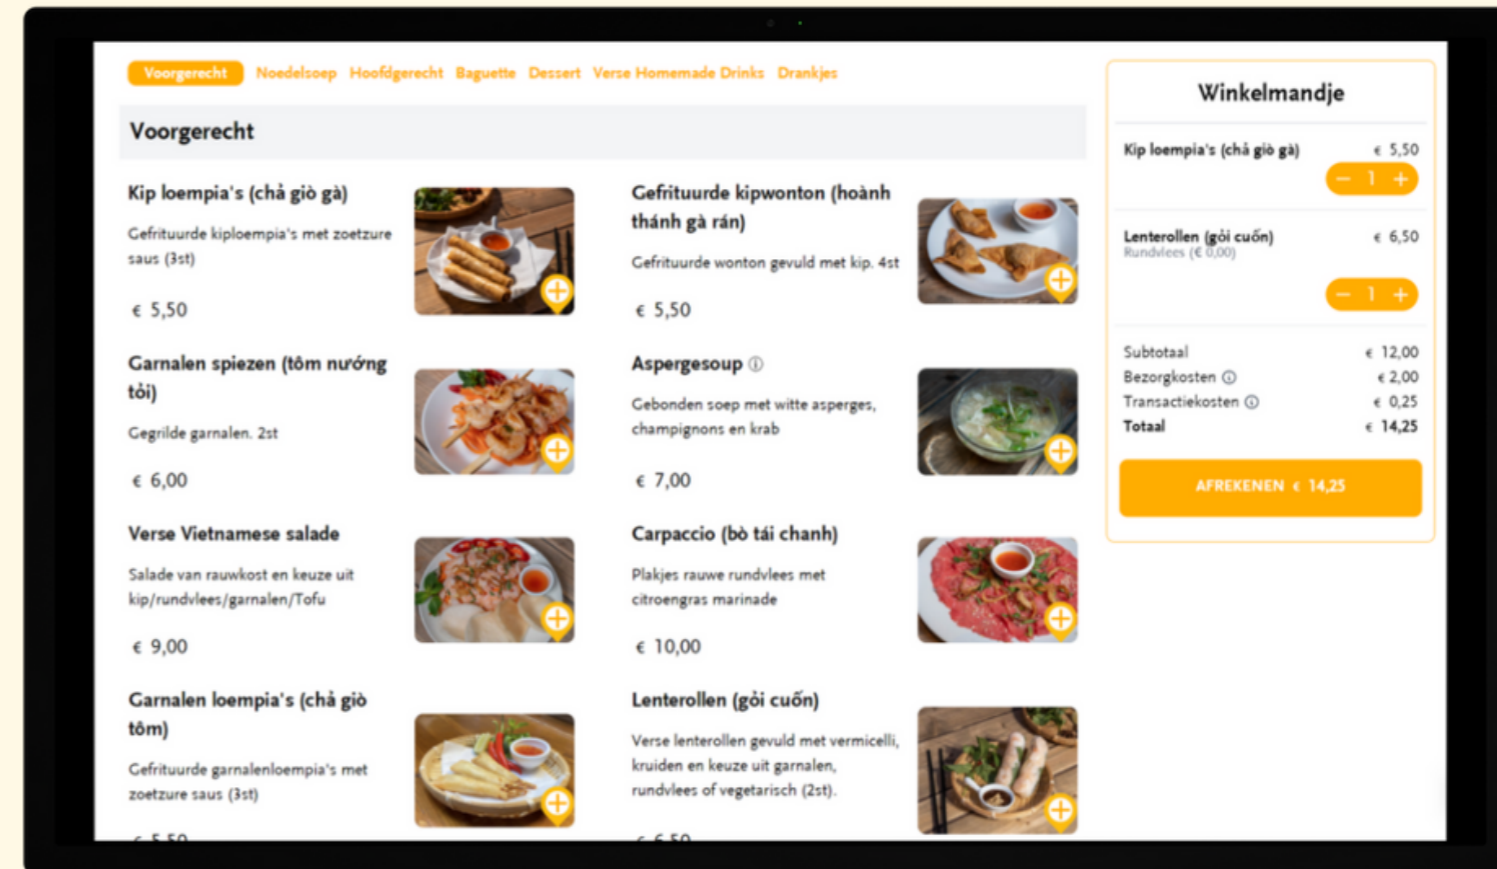 Voorgerecht Noedelsoep Hoofdgerecht Baguette Dessert Verse Homemade Drinks Drankjes
Voorgerecht
Kip loempia's (chả giò gà)
Gefrituurde kiploempia's met zoetzure
saus (3st)
€ 5,50
Gefrituurde kipwonton (hoành
thánh gà rán)
Gefrituurde wonton gevuld met kip. 4st
€ 5,50
Garnalen spiezen (tôm nướng
tỏi)
Gegrilde garnalen. 2st
€ 6,00
Aspergesoup
Gebonden soep met witte asperges,
champignons en krab
€ 7,00
Verse Vietnamese salade
Salade van rauwkost en keuze uit
kip/rundvlees/garnalen/Tofu
€ 9,00
Carpaccio (bò tái chanh)
Plakjes rauwe rundvlees met
citroengras marinade
€ 10,00
Garnalen loempia's (chả giò
tôm)
Gefrituurde garnalenloempia's met
zoetzure saus (3st)
€ 5,50
Lenterollen (gỏi cuốn)
Verse lenterollen gevuld met vermicelli,
kruiden en keuze uit garnalen,
rundvlees of vegetarisch (2st).
€ 6,50
Winkelmandje
Kip loempia's (chả giò gà) € 5,50
− 1 +
Lenterollen (gỏi cuốn) € 6,50
Rundvlees (€ 0,00)
− 1 +
Subtotaal € 12,00
Bezorgkosten € 2,00
Transactiekosten € 0,25
Totaal € 14,25
AFREKENEN € 14,25